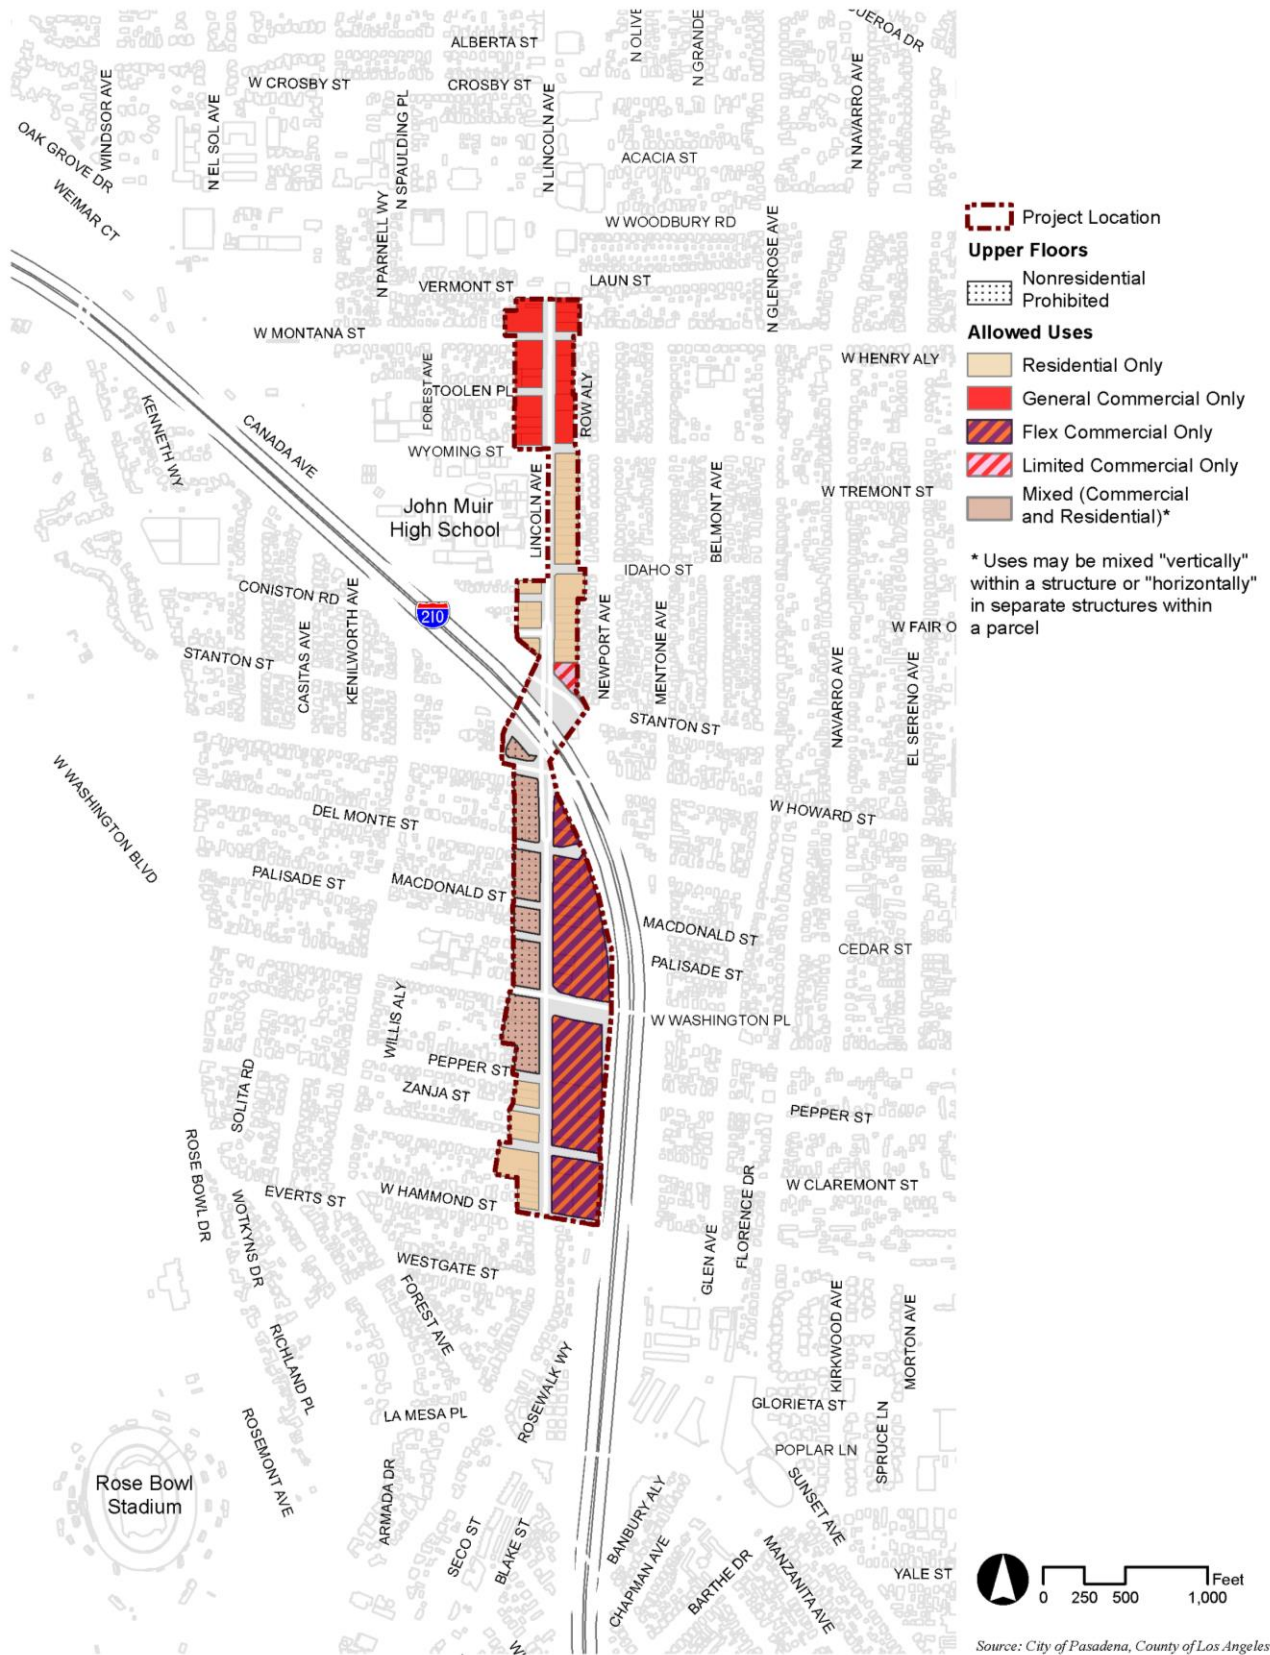 ALBERTA ST
N OLIVE
N GRANDE
W CROSBY ST
CROSBY ST
WINDSOR AVE
N EL SOL AVE
N SPAULDING PL
N LINCOLN AVE
N NAVARRO AVE
OAK GROVE DR
WEIMAR CT
ACACIA ST
N PARNELL WY
W WOODBURY RD
N GLENROSE AVE
VERMONT ST
LAUN ST
W MONTANA ST
W HENRY ALY
FOREST AVE
TOOLEN PL
ROW ALY
KENNETH WY
CANADA AVE
WYOMING ST
LINCOLN AVE
BELMONT AVE
W TREMONT ST
John Muir
High School
IDAHO ST
CONISTON RD
KENILWORTH AVE
210
NEWPORT AVE
MENTONE AVE
W FAIR O
STANTON ST
CASITAS AVE
NAVARRO AVE
EL SERENO AVE
STANTON ST
W WASHINGTON BLVD
DEL MONTE ST
W HOWARD ST
PALISADE ST
MACDONALD ST
MACDONALD ST
CEDAR ST
PALISADE ST
WILLIS ALY
W WASHINGTON PL
SOLITA RD
PEPPER ST
ZANJA ST
PEPPER ST
ROSE BOWL DR
WOTKYNS DR
EVERTS ST
W HAMMOND ST
FLORENCE DR
W CLAREMONT ST
GLEN AVE
WESTGATE ST
FOREST AVE
KIRKWOOD AVE
MORTON AVE
RICHLAND PL
ROSEWALK WY
GLORIETA ST
LA MESA PL
ROSEMONT AVE
POPLAR LN
SPRUCE LN
Rose Bowl
Stadium
ARMADA DR
SUNSET AVE
SECO ST
BLAKE ST
BANBURY ALY
CHAPMAN AVE
BARTHE DR
MANZANITA AVE
YALE ST
Project Location
Upper Floors
Nonresidential
Prohibited
Allowed Uses
Residential Only
General Commercial Only
Flex Commercial Only
Limited Commercial Only
Mixed (Commercial
and Residential)*
* Uses may be mixed "vertically"
within a structure or "horizontally"
in separate structures within
a parcel
Feet
0 250 500 1,000
Source: City of Pasadena, County of Los Angeles